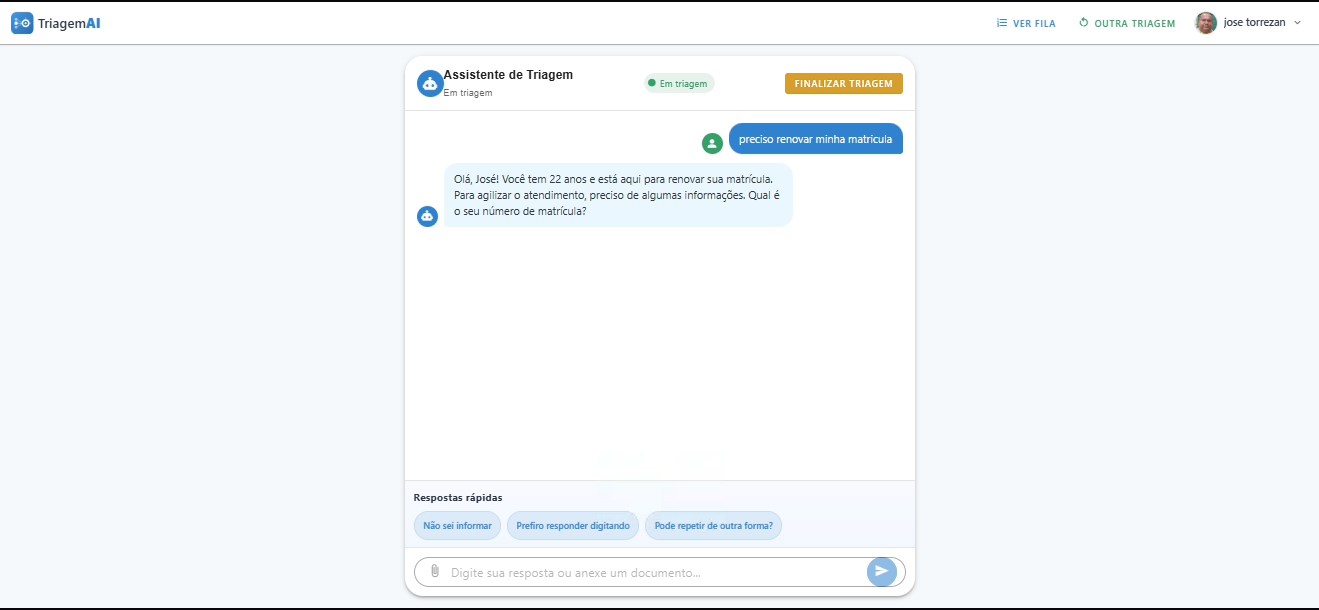 TriagemAI
VER FILA
OUTRA TRIAGEM
jose torrezan
Assistente de Triagem
Em triagem
Em triagem
FINALIZAR TRIAGEM
preciso renovar minha matricula
Olá, José! Você tem 22 anos e está aqui para renovar sua matrícula.
Para agilizar o atendimento, preciso de algumas informações. Qual é
o seu número de matrícula?
Respostas rápidas
Não sei informar
Prefiro responder digitando
Pode repetir de outra forma?
Digite sua resposta ou anexe um documento...